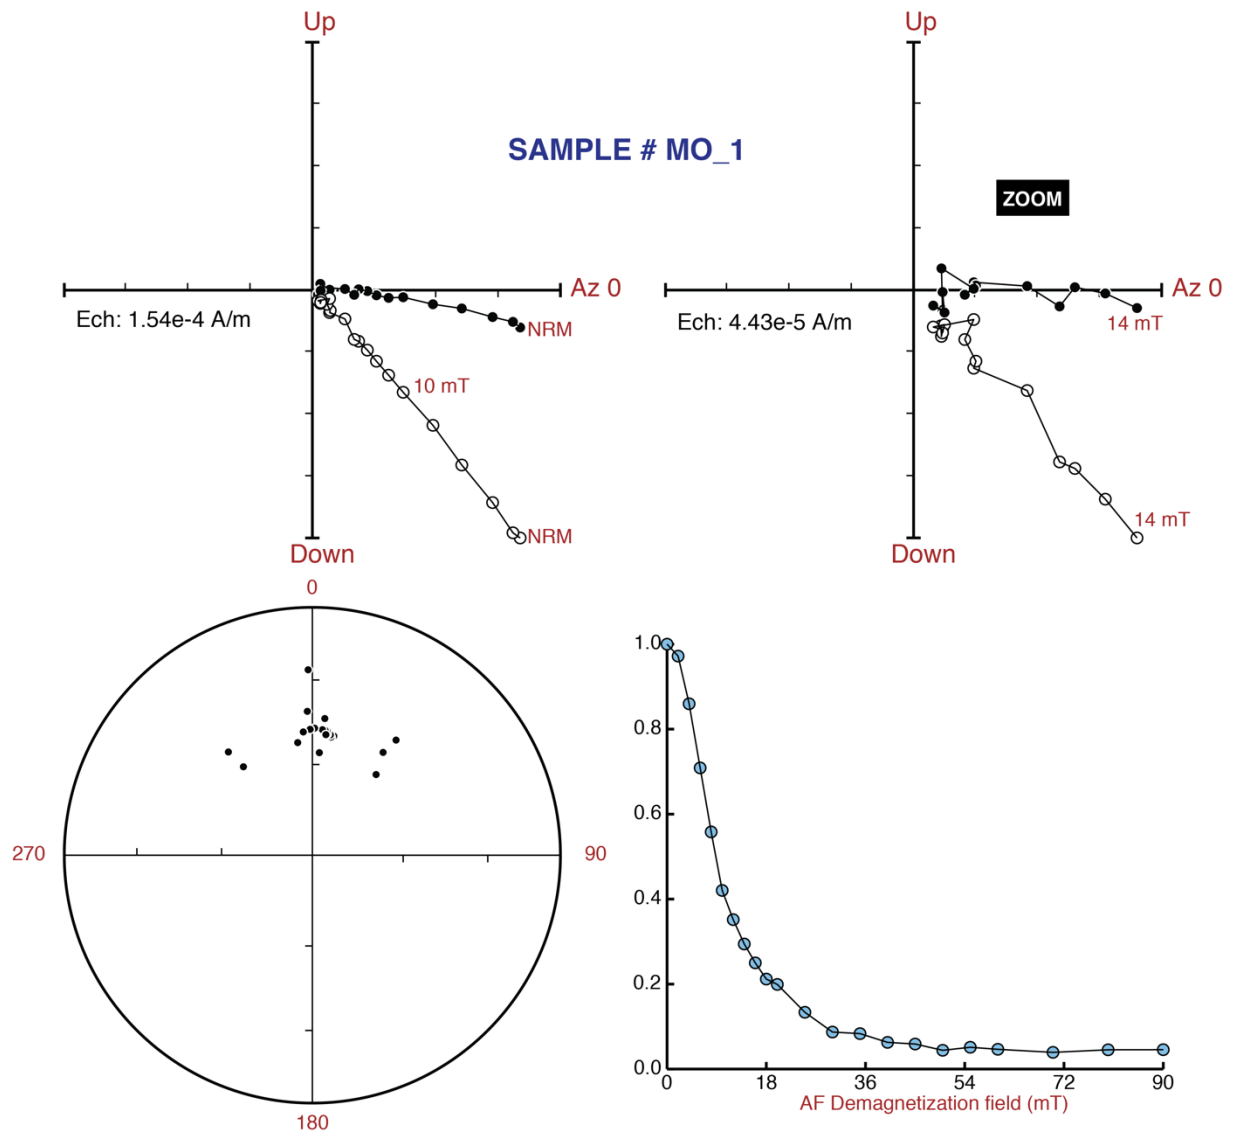 Up
Up
SAMPLE # MO_1
ZOOM
Az 0
Az 0
Ech: 1.54e-4 A/m
Ech: 4.43e-5 A/m
NRM
14 mT
10 mT
14 mT
NRM
Down
Down
0
270
90
180
1.0
0.8
0.6
0.4
0.2
0.0
0 18 36 54 72 90
AF Demagnetization field (mT)